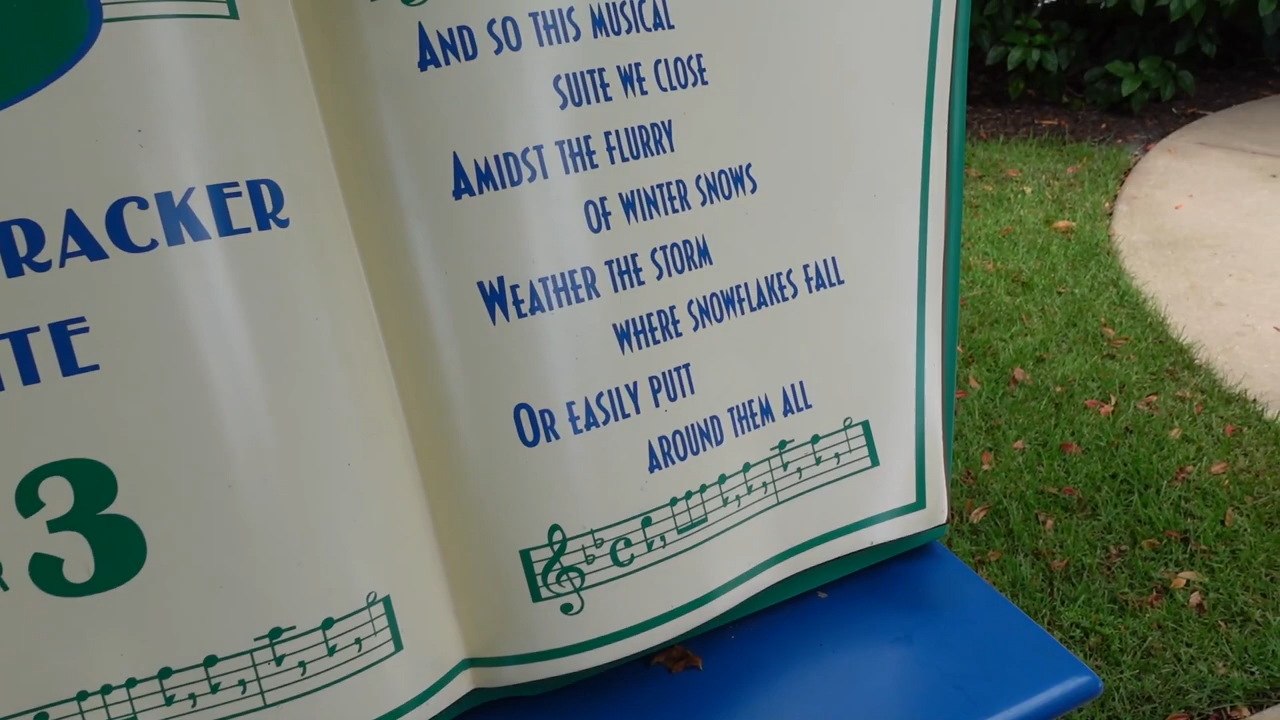 RACKER
TE
3
AND SO THIS MUSICAL
SUITE WE CLOSE
AMIDST THE FLURRY
OF WINTER SNOWS
WEATHER THE STORM
WHERE SNOWFLAKES FALL
OR EASILY PUTT
AROUND THEM ALL